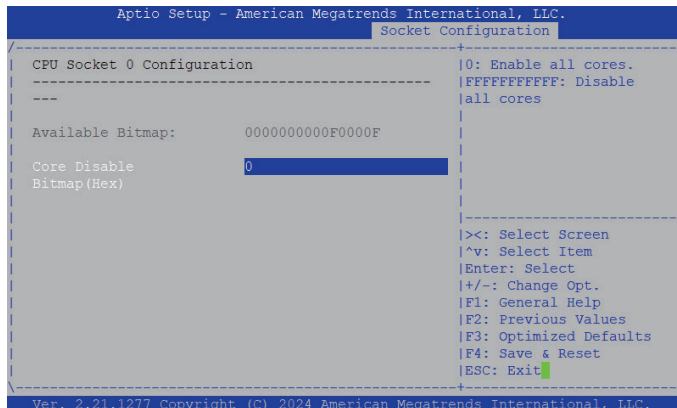 Aptio Setup – American Megatrends International, LLC.
Socket Configuration
CPU Socket 0 Configuration
---
Available Bitmap: 0000000000F0000F
Core Disable 0
Bitmap(Hex)
0: Enable all cores.
FFFFFFFFFFF: Disable
all cores
><: Select Screen
^v: Select Item
Enter: Select
+/-: Change Opt.
F1: General Help
F2: Previous Values
F3: Optimized Defaults
F4: Save & Reset
ESC: Exit
Ver. 2.21.1277 Copyright (C) 2024 American Megatrends International, LLC.